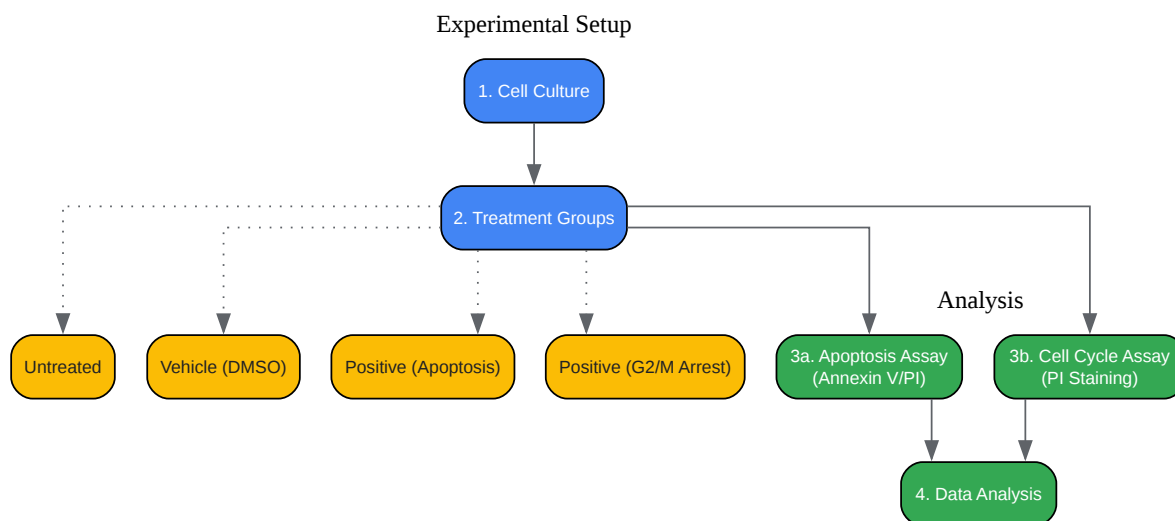 Experimental Setup
1. Cell Culture
2. Treatment Groups
Analysis
Untreated
Vehicle (DMSO)
Positive (Apoptosis)
Positive (G2/M Arrest)
3a. Apoptosis Assay
(Annexin V/PI)
3b. Cell Cycle Assay
(PI Staining)
4. Data Analysis